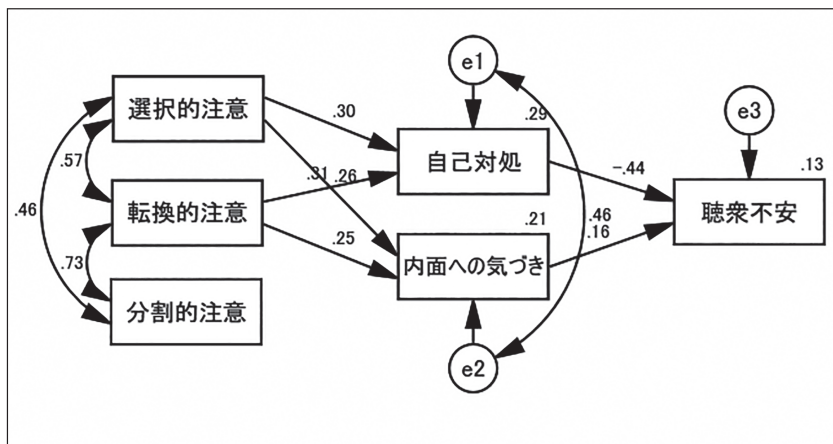 e1
e3
選択的注意
.30
.29
自己対処
-.44
.13
.57
.31
.26
.46
転換的注意
.21
.46
聴衆不安
.16
.25
.73
内面への気づき
分割的注意
e2